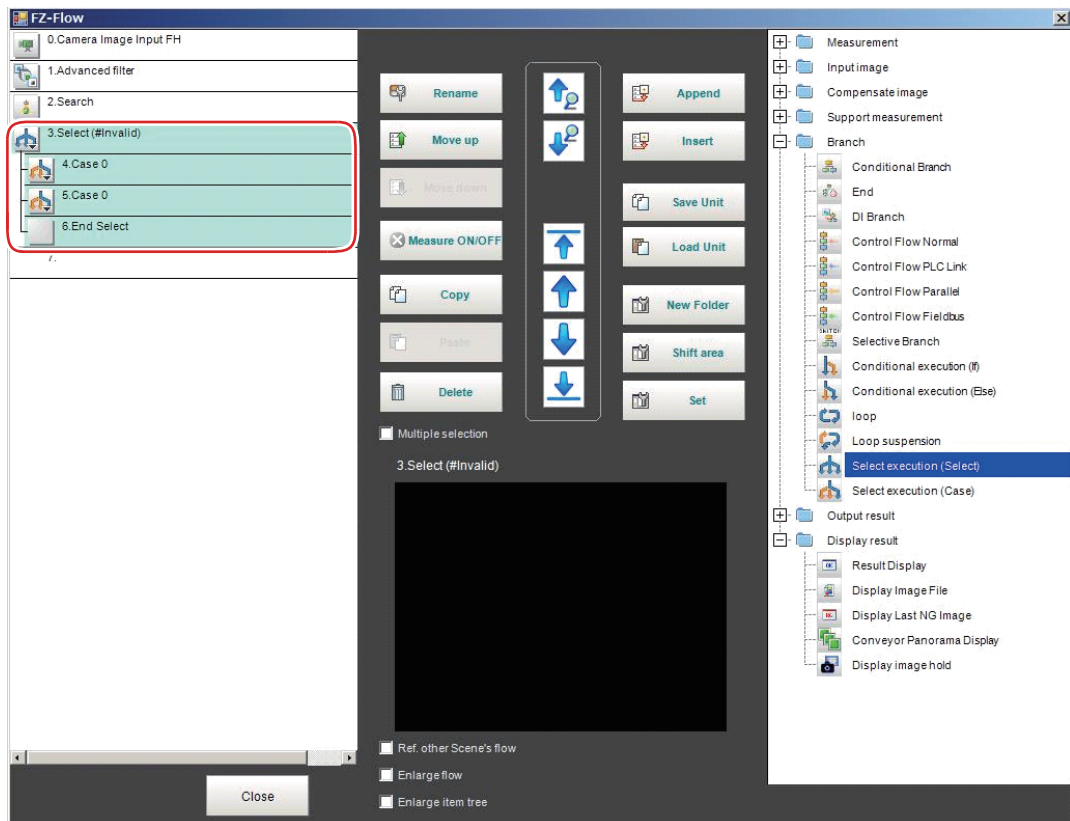 FZ-Flow
0.Camera Image Input FH
1.Advanced filter
2.Search
3.Select (#Invalid)
4.Case 0
5.Case 0
6.End Select
7.
Close
Rename
Move up
Move down
Measure ON/OFF
Copy
Paste
Delete
Append
Insert
Save Unit
Load Unit
New Folder
Shift area
Set
Multiple selection
3.Select (#Invalid)
Ref. other Scene's flow
Enlarge flow
Enlarge item tree
Measurement
Input image
Compensate image
Support measurement
Branch
Conditional Branch
End
DI Branch
Control Flow Normal
Control Flow PLC Link
Control Flow Parallel
Control Flow Fieldbus
Selective Branch
Conditional execution (If)
Conditional execution (Else)
loop
Loop suspension
Select execution (Select)
Select execution (Case)
Output result
Display result
Result Display
Display Image File
Display Last NG Image
Conveyor Panorama Display
Display image hold